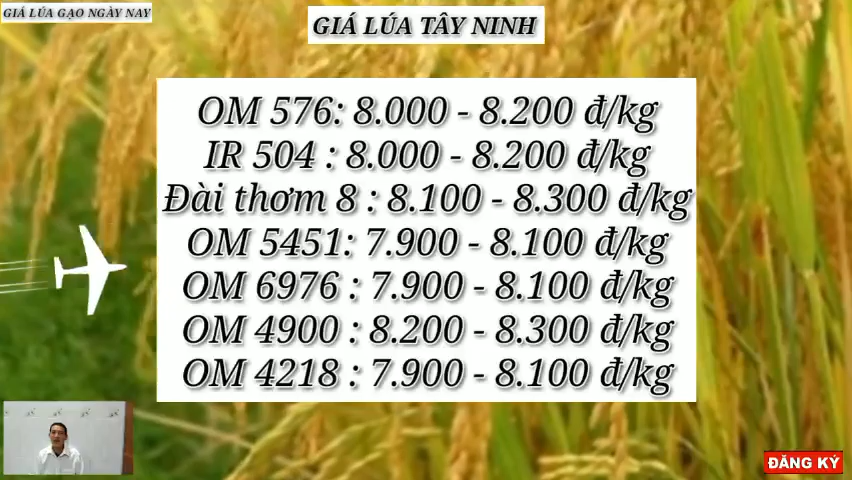 GIÁ LÚA GẠO NGÀY NAY
GIÁ LÚA TÂY NINH
OM 576: 8.000 - 8.200 đ/kg
IR 504 : 8.000 - 8.200 đ/kg
Đài thơm 8 : 8.100 - 8.300 đ/kg
OM 5451: 7.900 - 8.100 đ/kg
OM 6976 : 7.900 - 8.100 đ/kg
OM 4900 : 8.200 - 8.300 đ/kg
OM 4218 : 7.900 - 8.100 đ/kg
ĐĂNG KÝ